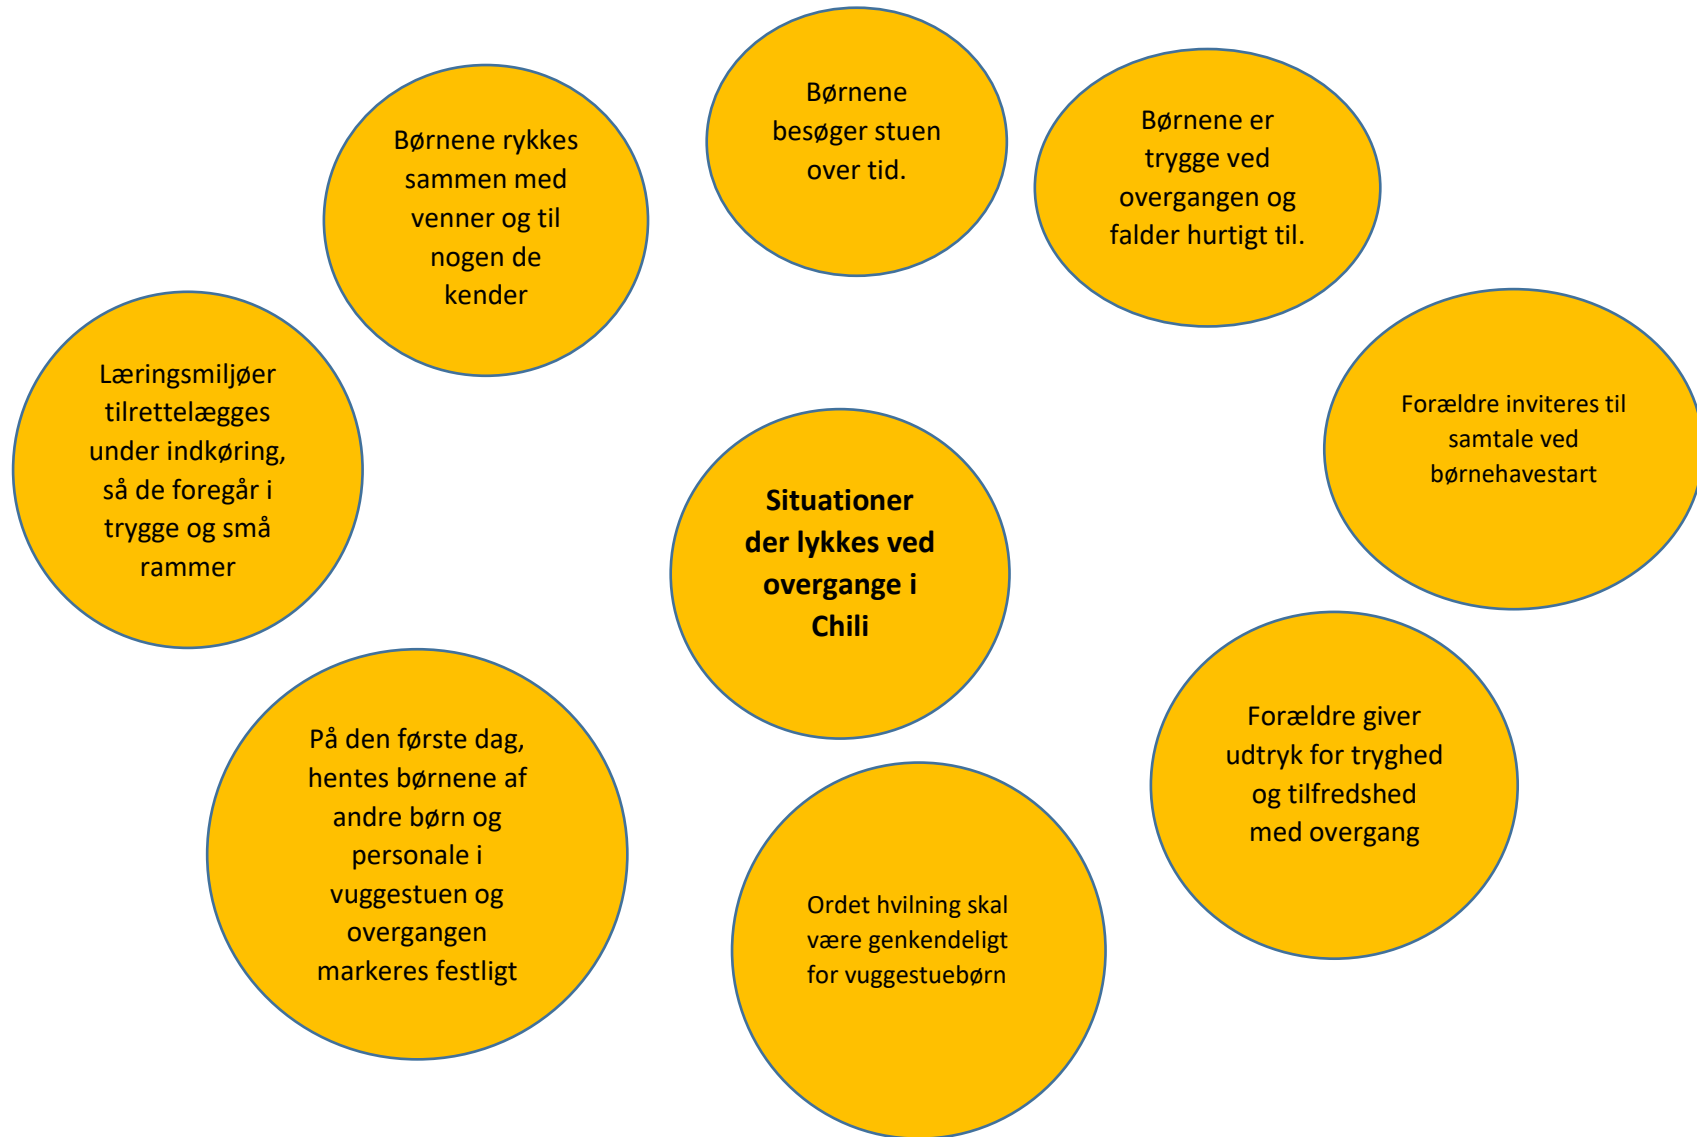 Børnene
besøger stuen
over tid.
Børnene er
trygge ved
overgangen og
falder hurtigt til.
Børnene rykkes
sammen med
venner og til
nogen de
kender
Forældre inviteres til
samtale ved
børnehavestart
Læringsmiljøer
tilrettelægges
under indkøring,
så de foregår i
trygge og små
rammer
Situationer
der lykkes ved
overgange i
Chili
Forældre giver
udtryk for tryghed
og tilfredshed
med overgang
På den første dag,
hentes børnene af
andre børn og
personale i
vuggestuen og
overgangen
markeres festligt
Ordet hvilning skal
være genkendeligt
for vuggestuebørn